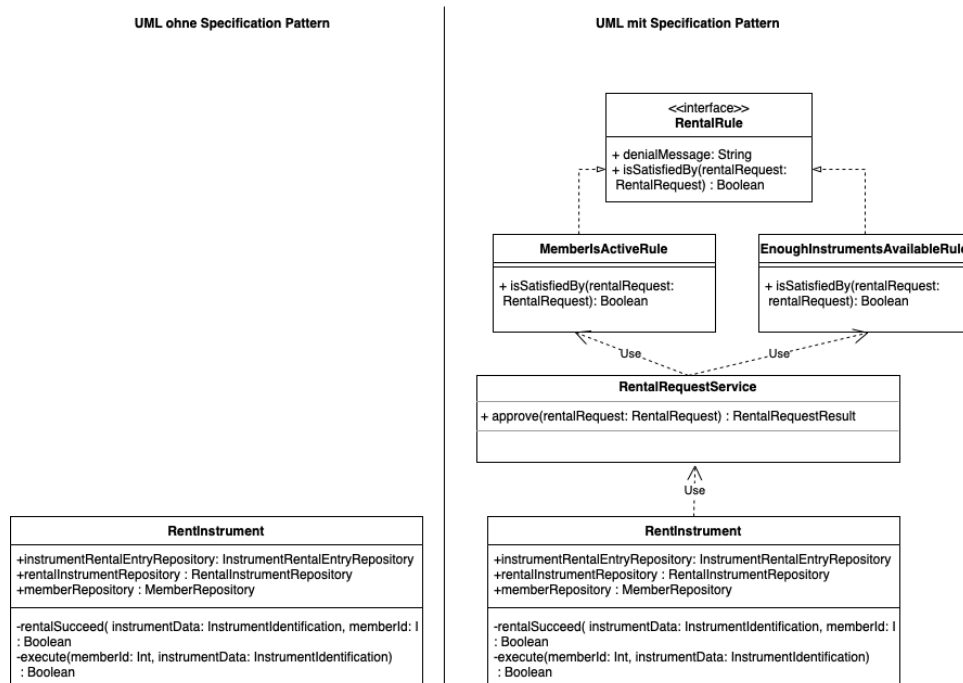 UML ohne Specification Pattern
UML mit Specification Pattern
<<interface>>
RentalRule
+ denialMessage: String
+ isSatisfiedBy(rentalRequest:
RentalRequest) : Boolean
MemberIsActiveRule
+ isSatisfiedBy(rentalRequest:
RentalRequest): Boolean
EnoughInstrumentsAvailableRule
+ isSatisfiedBy(rentalRequest:
rentalRequest): Boolean
Use
Use
RentalRequestService
+ approve(rentalRequest: RentalRequest) : RentalRequestResult
Use
RentInstrument
+instrumentRentalEntryRepository: InstrumentRentalEntryRepository
+rentalInstrumentRepository : RentalInstrumentRepository
+memberRepository : MemberRepository
-rentalSucceed( instrumentData: InstrumentIdentification, memberId: I
: Boolean
-execute(memberId: Int, instrumentData: InstrumentIdentification)
: Boolean
RentInstrument
+instrumentRentalEntryRepository: InstrumentRentalEntryRepository
+rentalInstrumentRepository : RentalInstrumentRepository
+memberRepository : MemberRepository
-rentalSucceed( instrumentData: InstrumentIdentification, memberId: I
: Boolean
-execute(memberId: Int, instrumentData: InstrumentIdentification)
: Boolean